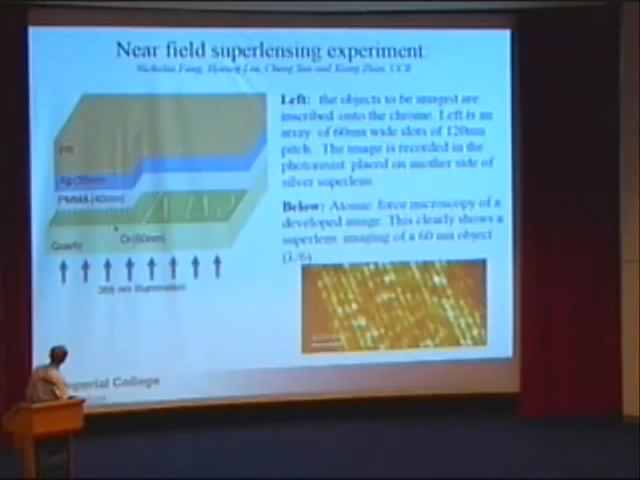 Near field superlensing experiment
Nicholas Fang, Hyesog Lee, Cheng Sun and Xiang Zhan, UCB
Left: the objects to be imaged are
inscribed onto the chrome. Left is an
array of 60nm wide slots of 120nm
pitch. The image is recorded in the
photoresist placed on another side of
silver superlens.
Below: Atomic force microscopy of a
developed image. This clearly shows a
superlens imaging of a 60 nm object
(λ/6).
PR
Ag
PMMA (40nm)
Quartz
Cr(50nm)
365 nm Illumination
Imperial College